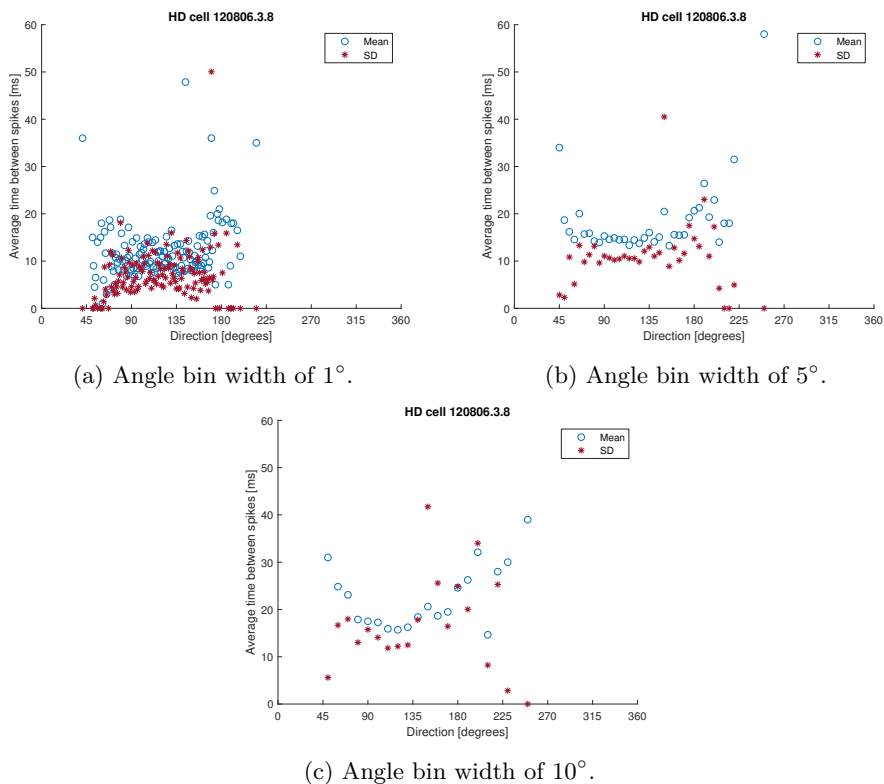 HD cell 120806.3.8
Mean
SD
Average time between spikes [ms]
60
50
40
30
20
10
0
0 45 90 135 180 225 270 315 360
Direction [degrees]
(a) Angle bin width of 1°.
HD cell 120806.3.8
Mean
SD
Average time between spikes [ms]
60
50
40
30
20
10
0
0 45 90 135 180 225 270 315 360
Direction [degrees]
(b) Angle bin width of 5°.
HD cell 120806.3.8
Mean
SD
Average time between spikes [ms]
60
50
40
30
20
10
0
0 45 90 135 180 225 270 315 360
Direction [degrees]
(c) Angle bin width of 10°.